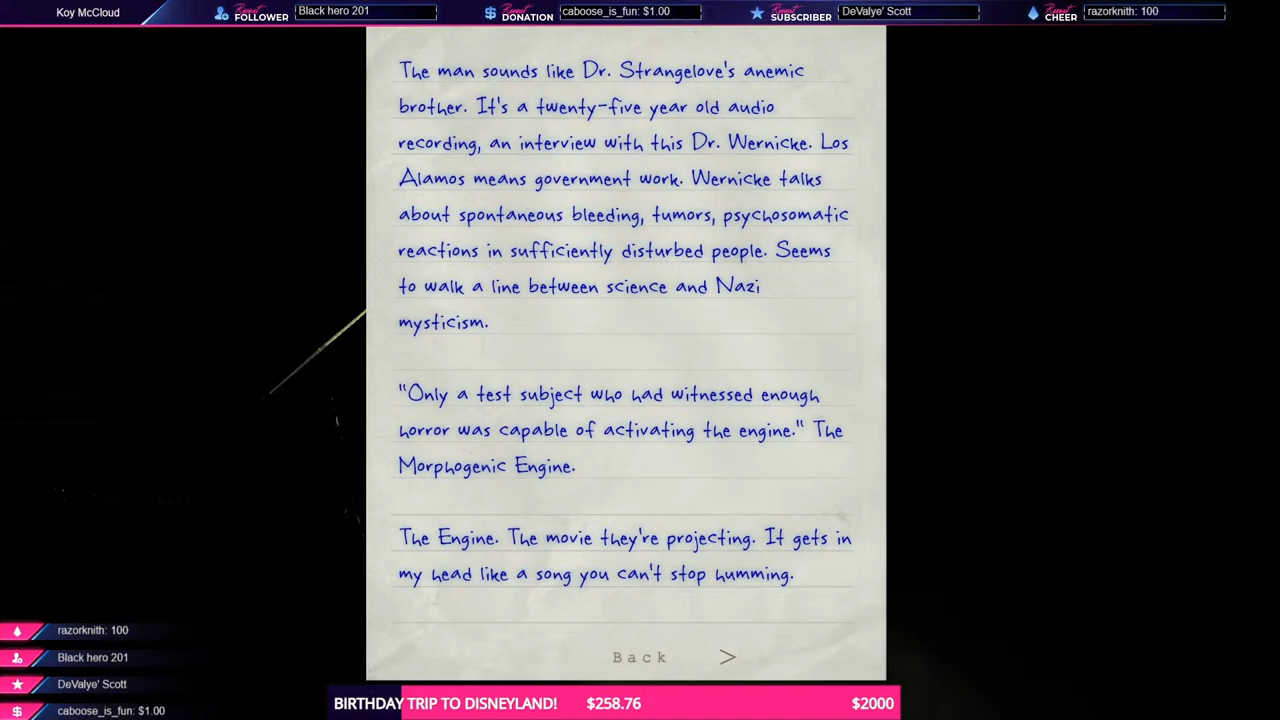 Koy McCloud
Recent FOLLOWER
Black hero 201
Recent DONATION
caboose_is_fun: $1.00
Recent SUBSCRIBER
DeValye' Scott
Recent CHEER
razorknith: 100
The man sounds like Dr. Strangelove's anemic
brother. It's a twenty-five year old audio
recording, an interview with this Dr. Wernicke. Los
Alamos means government work. Wernicke talks
about spontaneous bleeding, tumors, psychosomatic
reactions in sufficiently disturbed people. Seems
to walk a line between science and Nazi
mysticism.
"Only a test subject who had witnessed enough
horror was capable of activating the engine." The
Morphogenic Engine.
The Engine. The movie they're projecting. It gets in
my head like a song you can't stop humming.
Back >
razorknith: 100
Black hero 201
DeValye' Scott
caboose_is_fun: $1.00
BIRTHDAY TRIP TO DISNEYLAND! $258.76 $2000